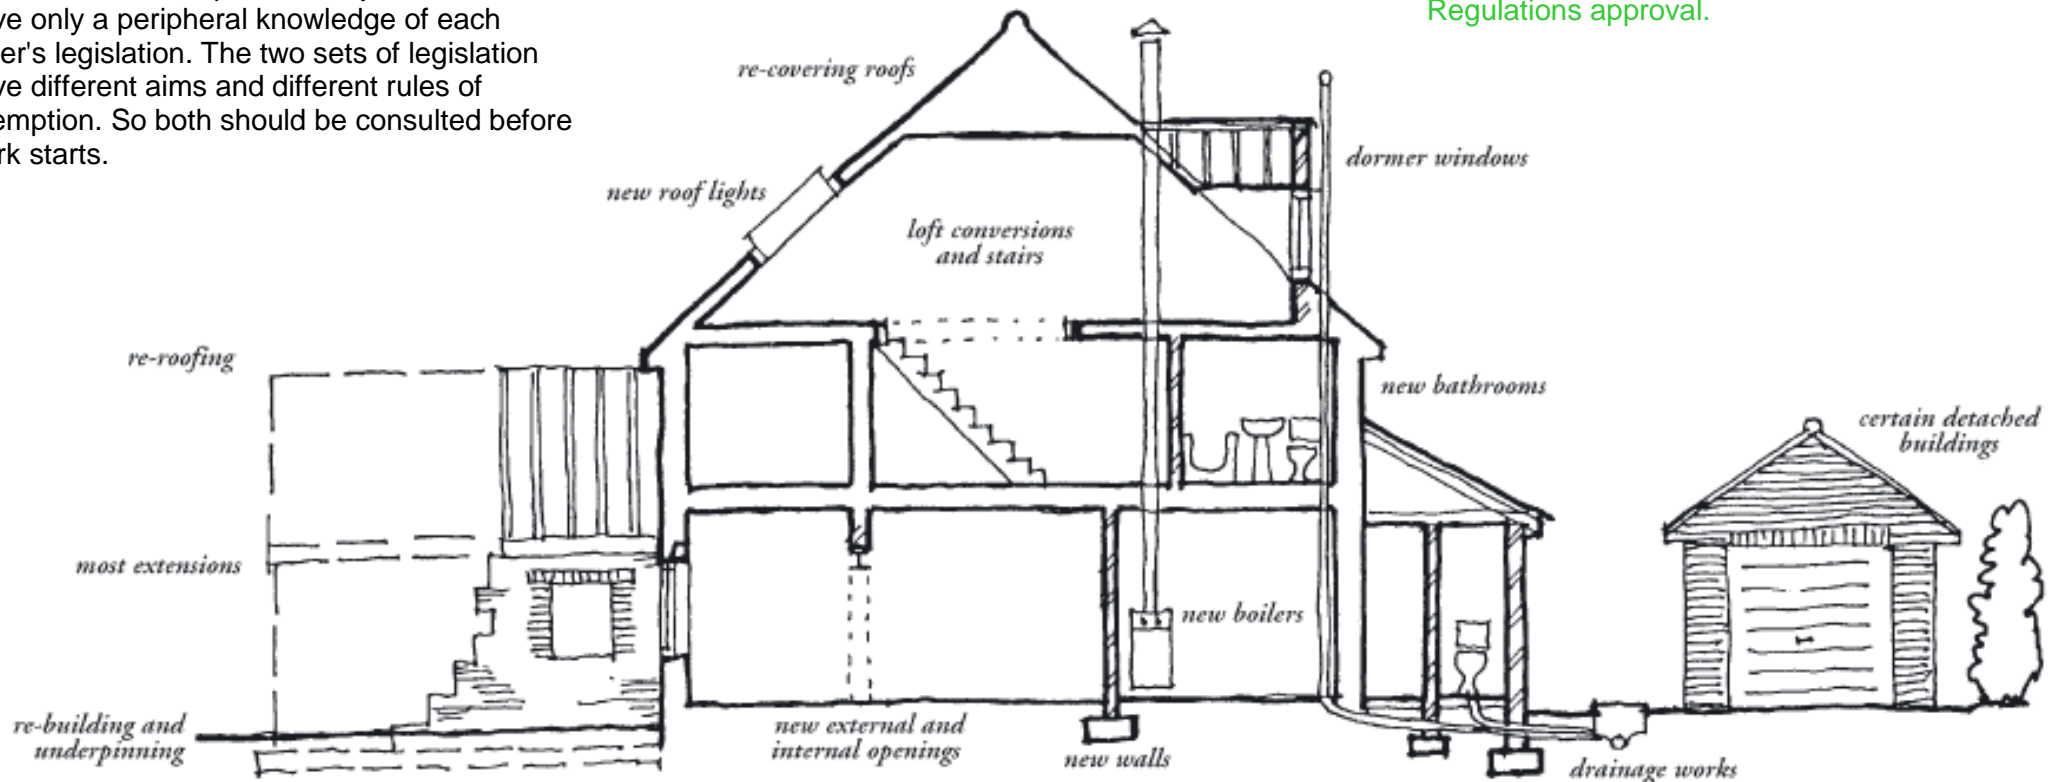 ve only a peripheral knowledge of each
er's legislation. The two sets of legislation
ve different aims and different rules of
emption. So both should be consulted before
rk starts.
Regulations approval.
re-covering roofs
dormer windows
new roof lights
loft conversions
and stairs
re-roofing
new bathrooms
certain detached
buildings
most extensions
new boilers
re-building and
underpinning
new external and
internal openings
new walls
drainage works